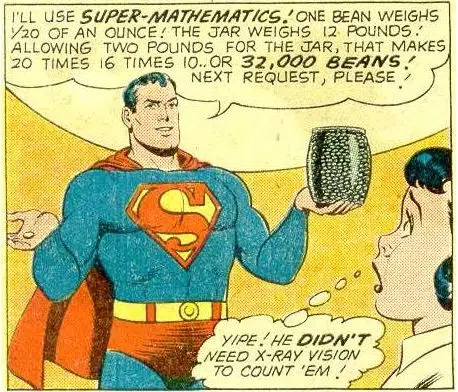 I'LL USE SUPER-MATHEMATICS! ONE BEAN WEIGHS
1/20 OF AN OUNCE! THE JAR WEIGHS 12 POUNDS!
ALLOWING TWO POUNDS FOR THE JAR, THAT MAKES
20 TIMES 16 TIMES 10..OR 32,000 BEANS!
NEXT REQUEST, PLEASE!
S
YIPE! HE DIDN'T
NEED X-RAY VISION
TO COUNT 'EM!